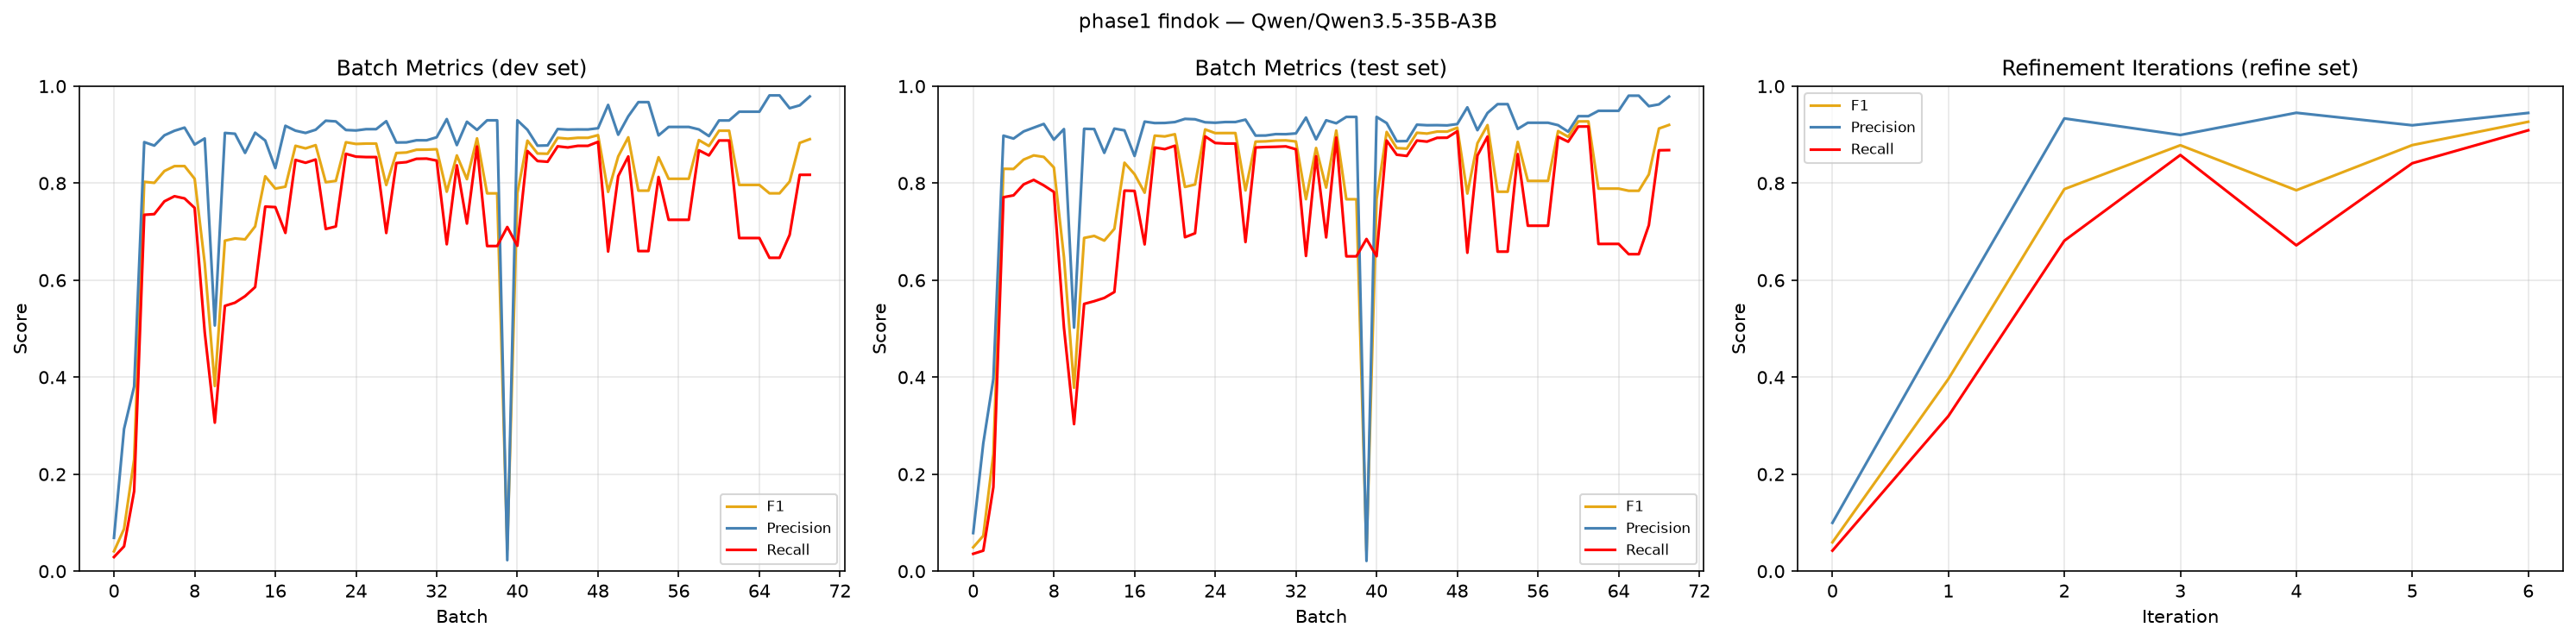 phase1 findok — Qwen/Qwen3.5-35B-A3B
Batch Metrics (dev set)
Score
1.0
0.8
0.6
0.4
0.2
0.0
0 8 16 24 32 40 48 56 64 72
Batch
F1
Precision
Recall
Batch Metrics (test set)
Score
1.0
0.8
0.6
0.4
0.2
0.0
0 8 16 24 32 40 48 56 64 72
Batch
F1
Precision
Recall
Refinement Iterations (refine set)
Score
1.0
0.8
0.6
0.4
0.2
0.0
0 1 2 3 4 5 6
Iteration
F1
Precision
Recall